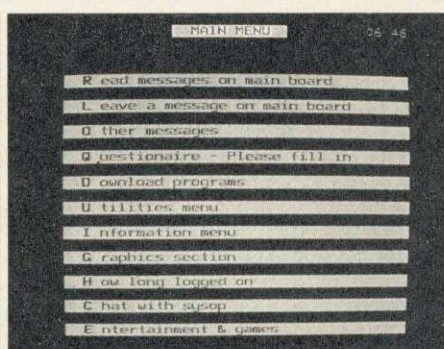 MAIN MENU 06 46
R ead messages on main board
L eave a message on main board
O ther messages
Q uestionaire - Please fill in
D ownload programs
U tilities menu
I nformation menu
G raphics section
H ow long logged on
C hat with sysop
E ntertainment & games